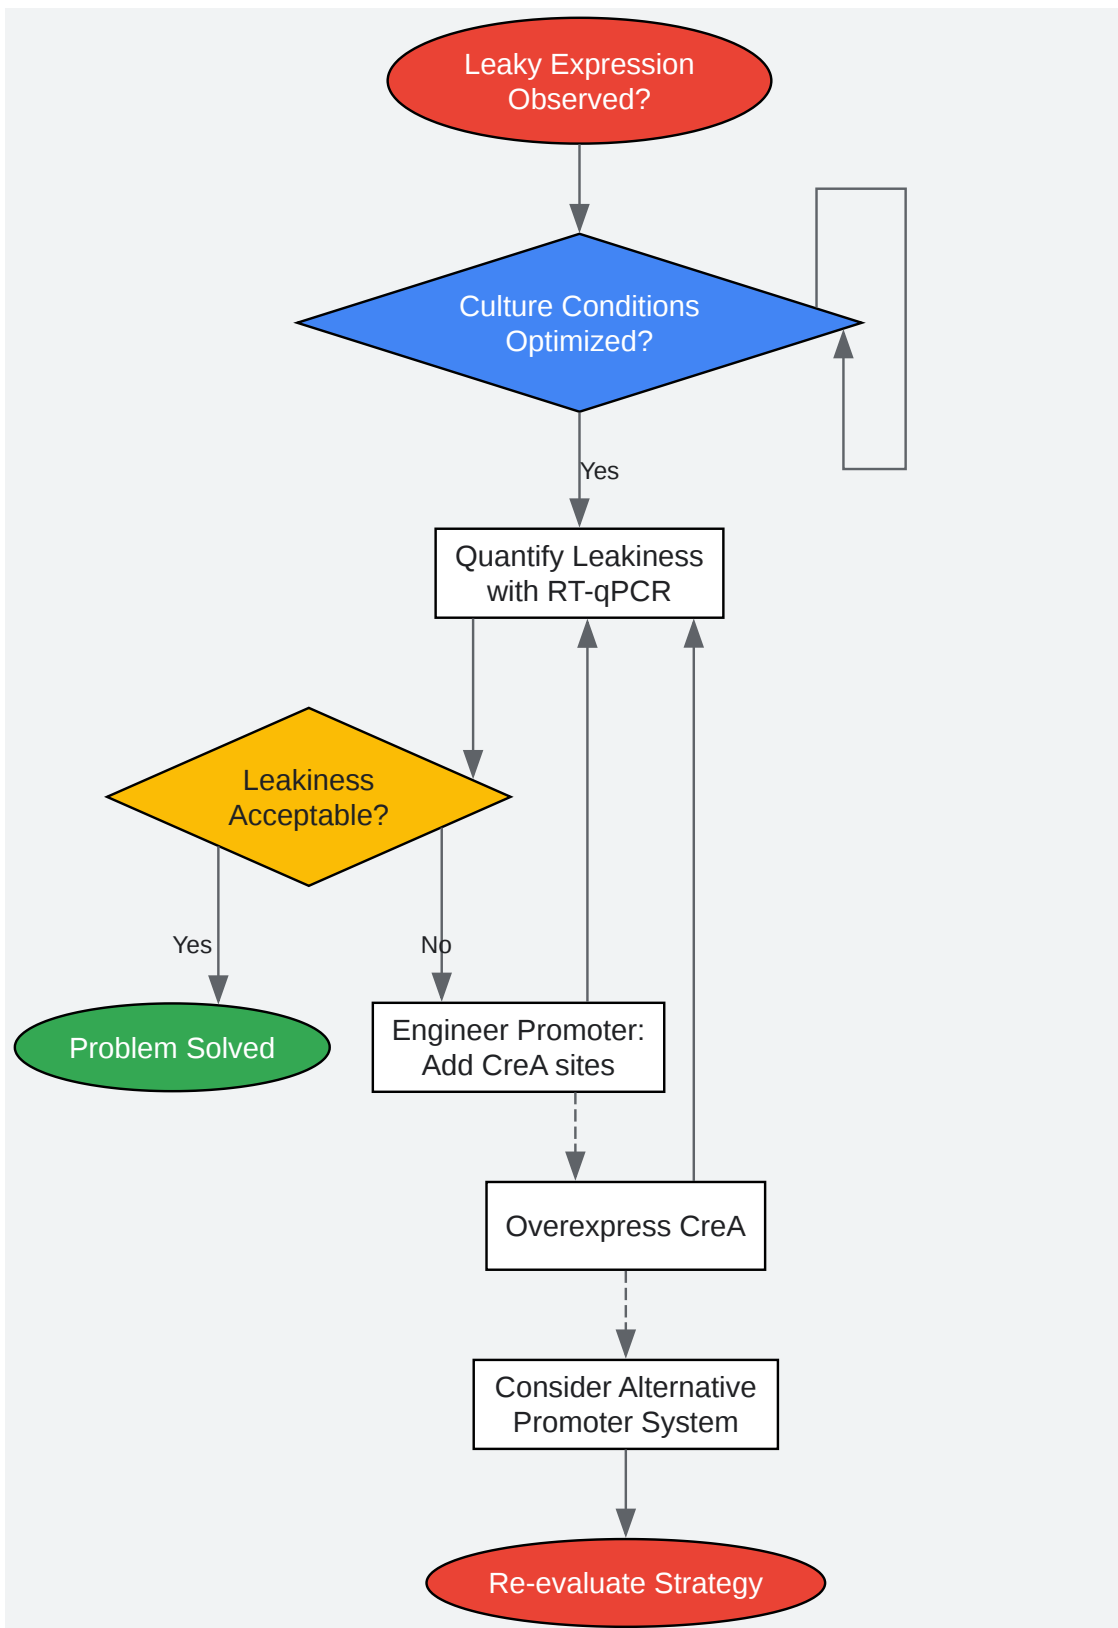 Leaky Expression
Observed?
Culture Conditions
Optimized?
Yes
Quantify Leakiness
with RT-qPCR
Leakiness
Acceptable?
Yes
No
Problem Solved
Engineer Promoter:
Add CreA sites
Overexpress CreA
Consider Alternative
Promoter System
Re-evaluate Strategy